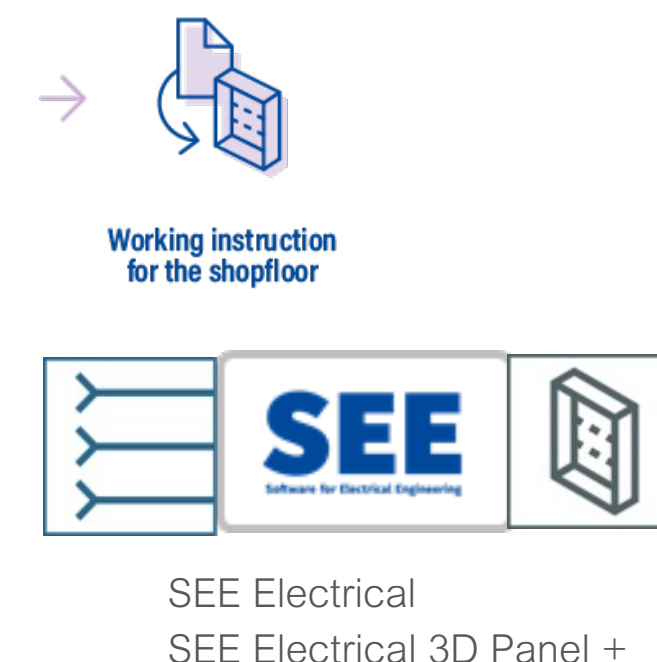 Working instruction
for the shopfloor
SEE
Software for Electrical Engineering
SEE Electrical
SEE Electrical 3D Panel +